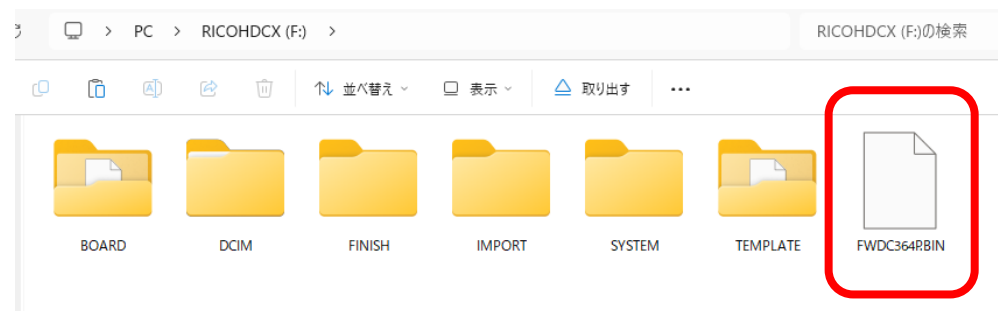 PC > RICOHDCX (F:) > RICOHDCX (F:)の検索
並べ替え 表示 取り出す ...
BOARD DCIM FINISH IMPORT SYSTEM TEMPLATE FWDC364P.BIN